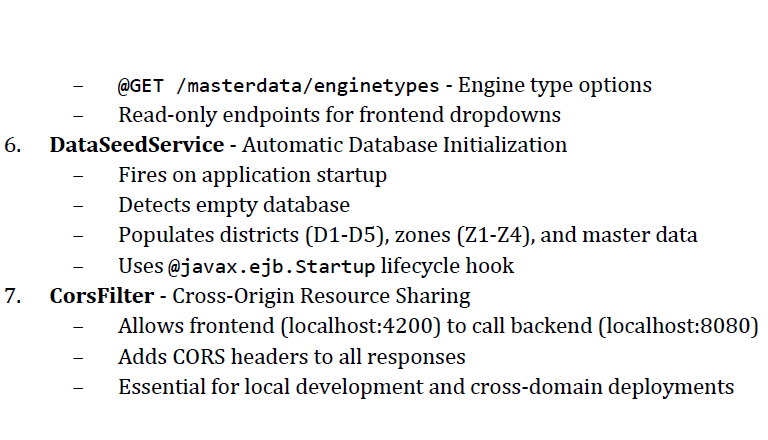 – @GET /masterdata/enginetypes - Engine type options
– Read-only endpoints for frontend dropdowns
6. DataSeedService - Automatic Database Initialization
– Fires on application startup
– Detects empty database
– Populates districts (D1-D5), zones (Z1-Z4), and master data
– Uses @javax.ejb.Startup lifecycle hook
7. CorsFilter - Cross-Origin Resource Sharing
– Allows frontend (localhost:4200) to call backend (localhost:8080)
– Adds CORS headers to all responses
– Essential for local development and cross-domain deployments